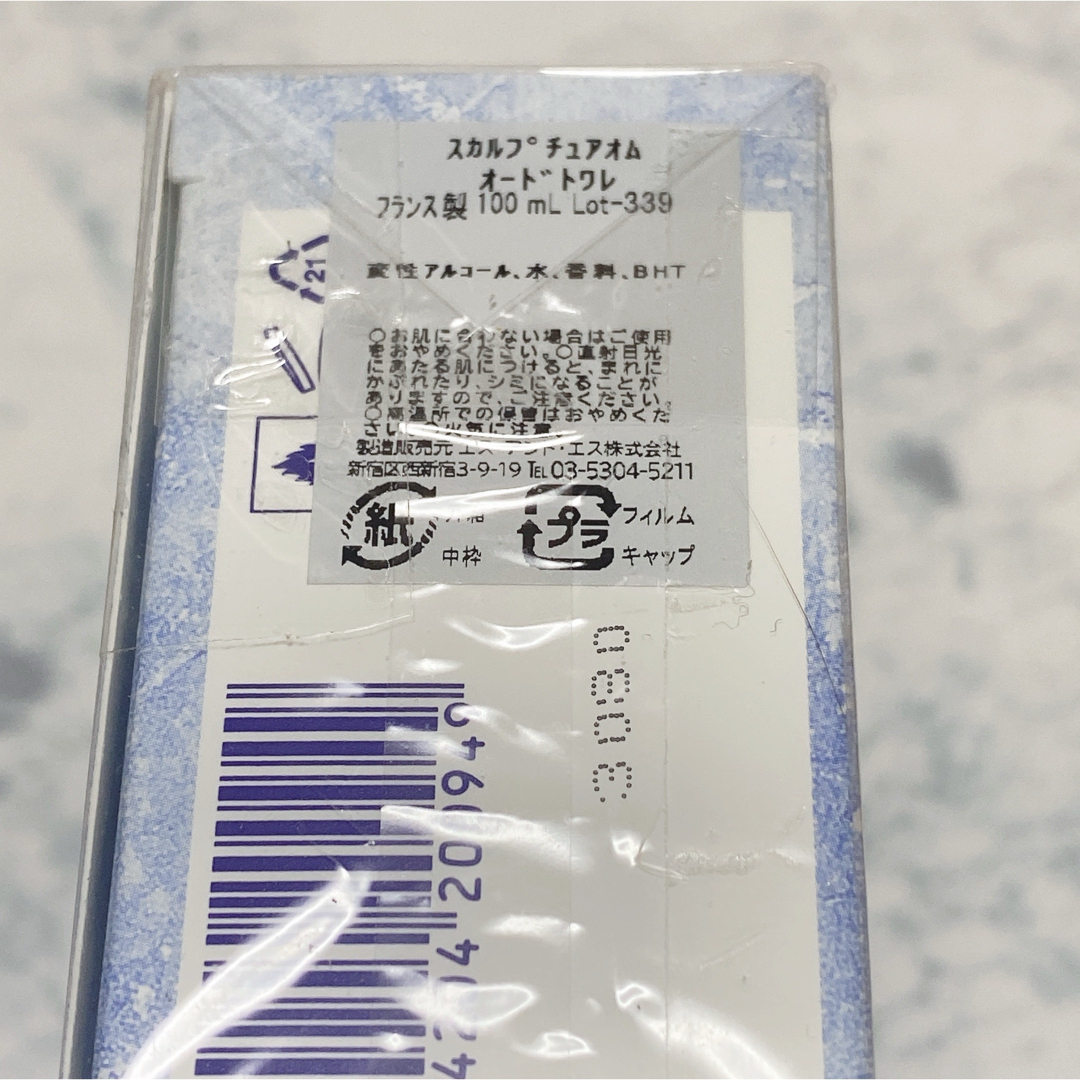 スカルプチュアオム
オードトワレ
フランス製 100 mL Lot-339
変性アルコール、水、香料、BHT
○お肌に合わない場合はご使用
をおやめください。○直射日光
にあたる肌につけると、まれに
かぶれたり、シミになることが
ありますので、ご注意ください。
○高温所での保管はおやめくだ
さい。○火気に注意。
製造販売元 エス・アンド・エス株式会社
新宿区西新宿3-9-19 TEL 03-5304-5211
紙
中枠
プラ
フィルム
キャップ
21